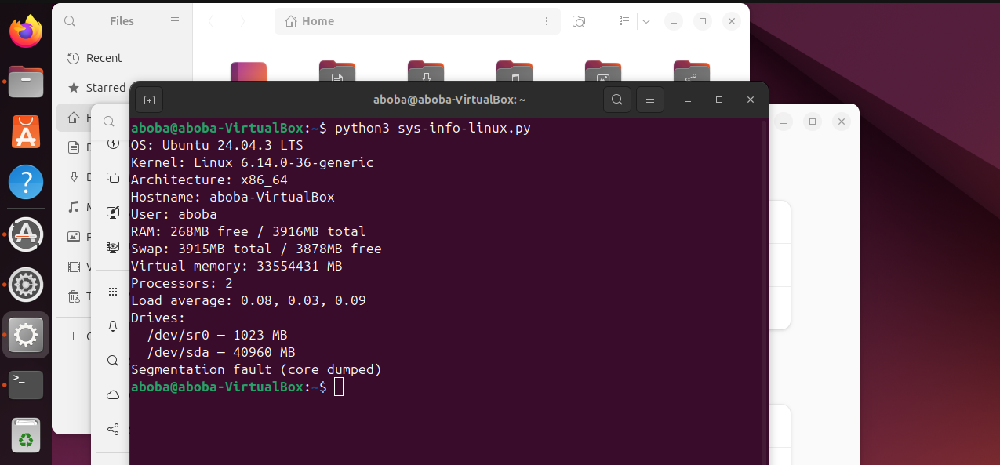 Files
Home
Recent
Starred
aboba@aboba-VirtualBox: ~
aboba@aboba-VirtualBox:~$ python3 sys-info-linux.py
OS: Ubuntu 24.04.3 LTS
Kernel: Linux 6.14.0-36-generic
Architecture: x86_64
Hostname: aboba-VirtualBox
User: aboba
RAM: 268MB free / 3916MB total
Swap: 3915MB total / 3878MB free
Virtual memory: 33554431 MB
Processors: 2
Load average: 0.08, 0.03, 0.09
Drives:
  /dev/sr0 — 1023 MB
  /dev/sda — 40960 MB
Segmentation fault (core dumped)
aboba@aboba-VirtualBox:~$